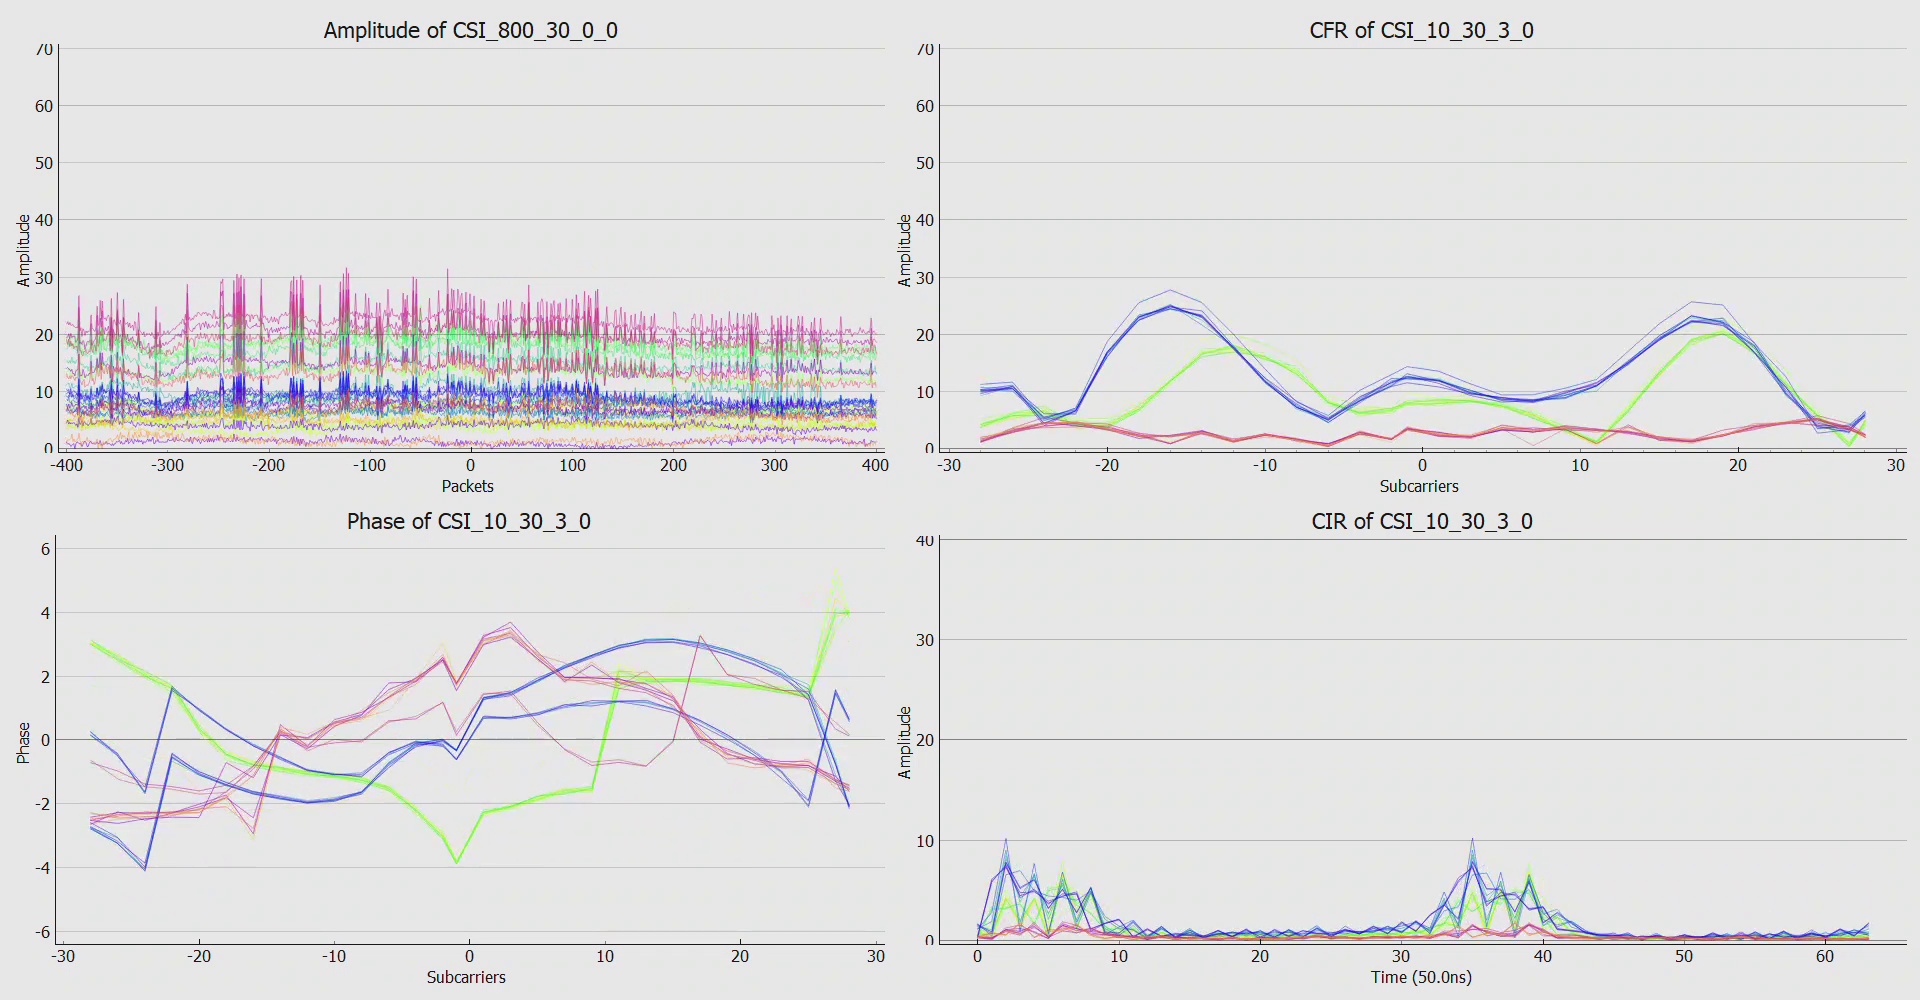 Amplitude of CSI_800_30_0_0
70
60
50
40
30
20
10
0
Amplitude
-400 -300 -200 -100 0 100 200 300 400
Packets
CFR of CSI_10_30_3_0
70
60
50
40
30
20
10
0
Amplitude
-30 -20 -10 0 10 20 30
Subcarriers
Phase of CSI_10_30_3_0
6
4
2
0
-2
-4
-6
Phase
-30 -20 -10 0 10 20 30
Subcarriers
CIR of CSI_10_30_3_0
40
30
20
10
0
Amplitude
0 10 20 30 40 50 60
Time (50.0ns)